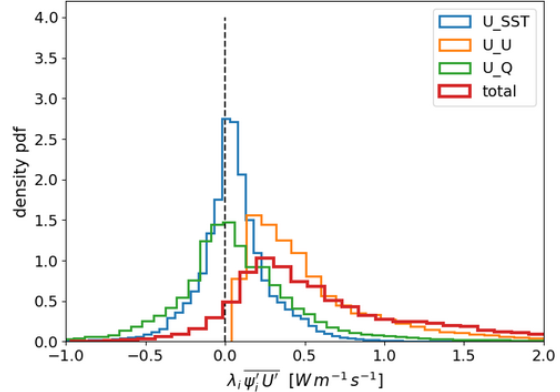 4.0
3.5
3.0
2.5
2.0
1.5
1.0
0.5
0.0
density pdf
U_SST
U_U
U_Q
total
−1.0 −0.5 0.0 0.5 1.0 1.5 2.0
λᵢ ψ′ᵢU′ [W m⁻¹ s⁻¹]